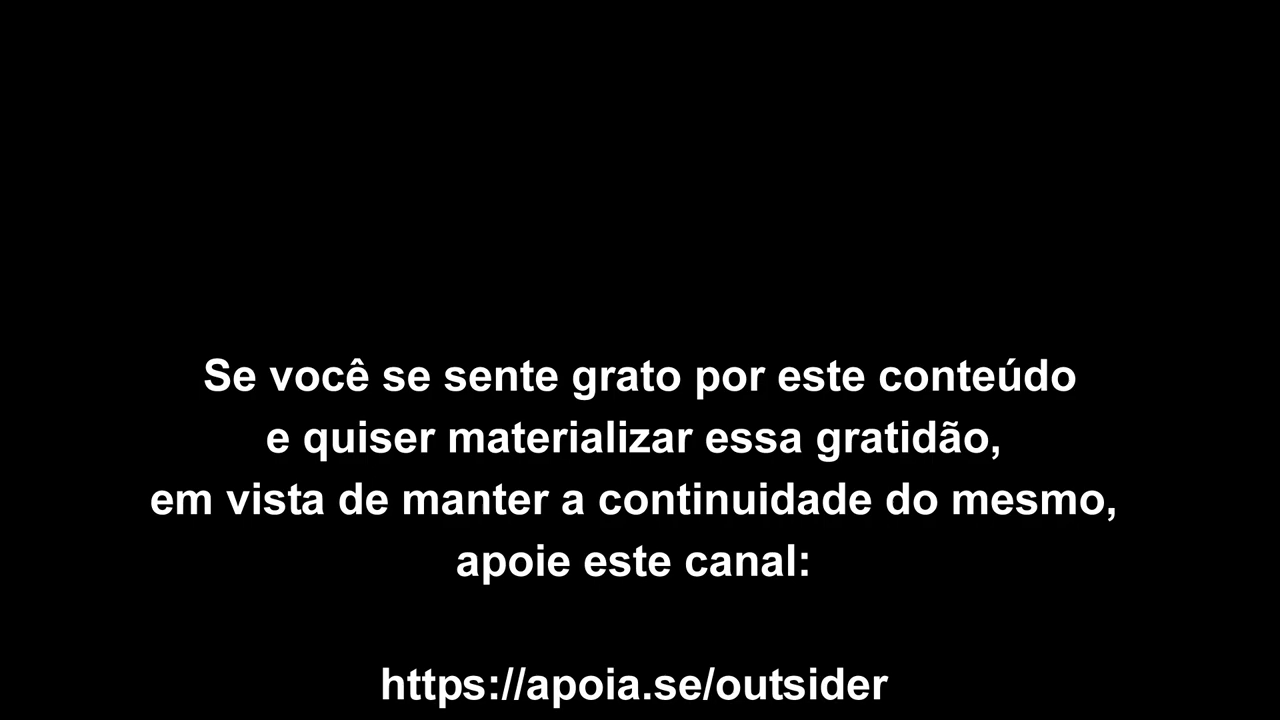 Se você se sente grato por este conteúdo
e quiser materializar essa gratidão,
em vista de manter a continuidade do mesmo,
apoie este canal:
https://apoia.se/outsider